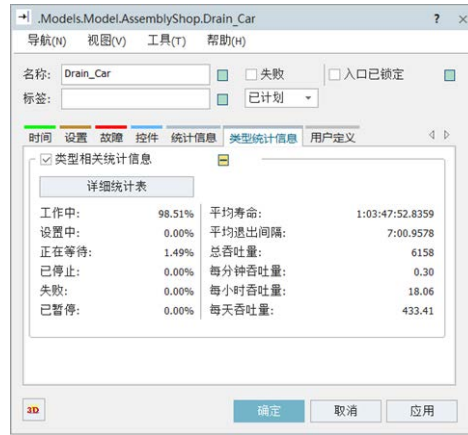 .Models.Model.AssemblyShop.Drain_Car ? ×
导航(N) 视图(V) 工具(T) 帮助(H)
名称: Drain_Car 失败 入口已锁定
标签: 已计划
时间 设置 故障 控件 统计信息 类型统计信息 用户定义
类型相关统计信息
详细统计表
工作中: 98.51% 平均寿命: 1:03:47:52.8359
设置中: 0.00% 平均退出间隔: 7:00.9578
正在等待: 1.49% 总吞吐量: 6158
已停止: 0.00% 每分钟吞吐量: 0.30
失败: 0.00% 每小时吞吐量: 18.06
已暂停: 0.00% 每天吞吐量: 433.41
3D 确定 取消 应用